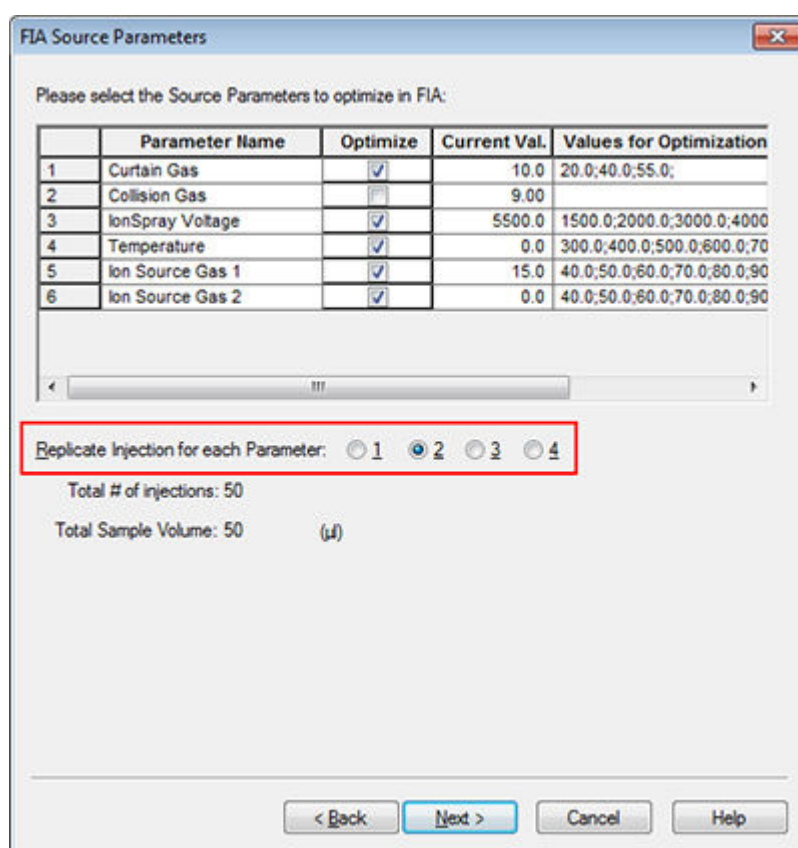 FIA Source Parameters
Please select the Source Parameters to optimize in FIA:
Parameter Name Optimize Current Val. Values for Optimization
1 Curtain Gas 10.0 20.0;40.0;55.0;
2 Collision Gas 9.00
3 IonSpray Voltage 5500.0 1500.0;2000.0;3000.0;4000
4 Temperature 0.0 300.0;400.0;500.0;600.0;70
5 Ion Source Gas 1 15.0 40.0;50.0;60.0;70.0;80.0;90
6 Ion Source Gas 2 0.0 40.0;50.0;60.0;70.0;80.0;90
Replicate Injection for each Parameter: 1 2 3 4
Total # of injections: 50
Total Sample Volume: 50 (µl)
< Back Next > Cancel Help